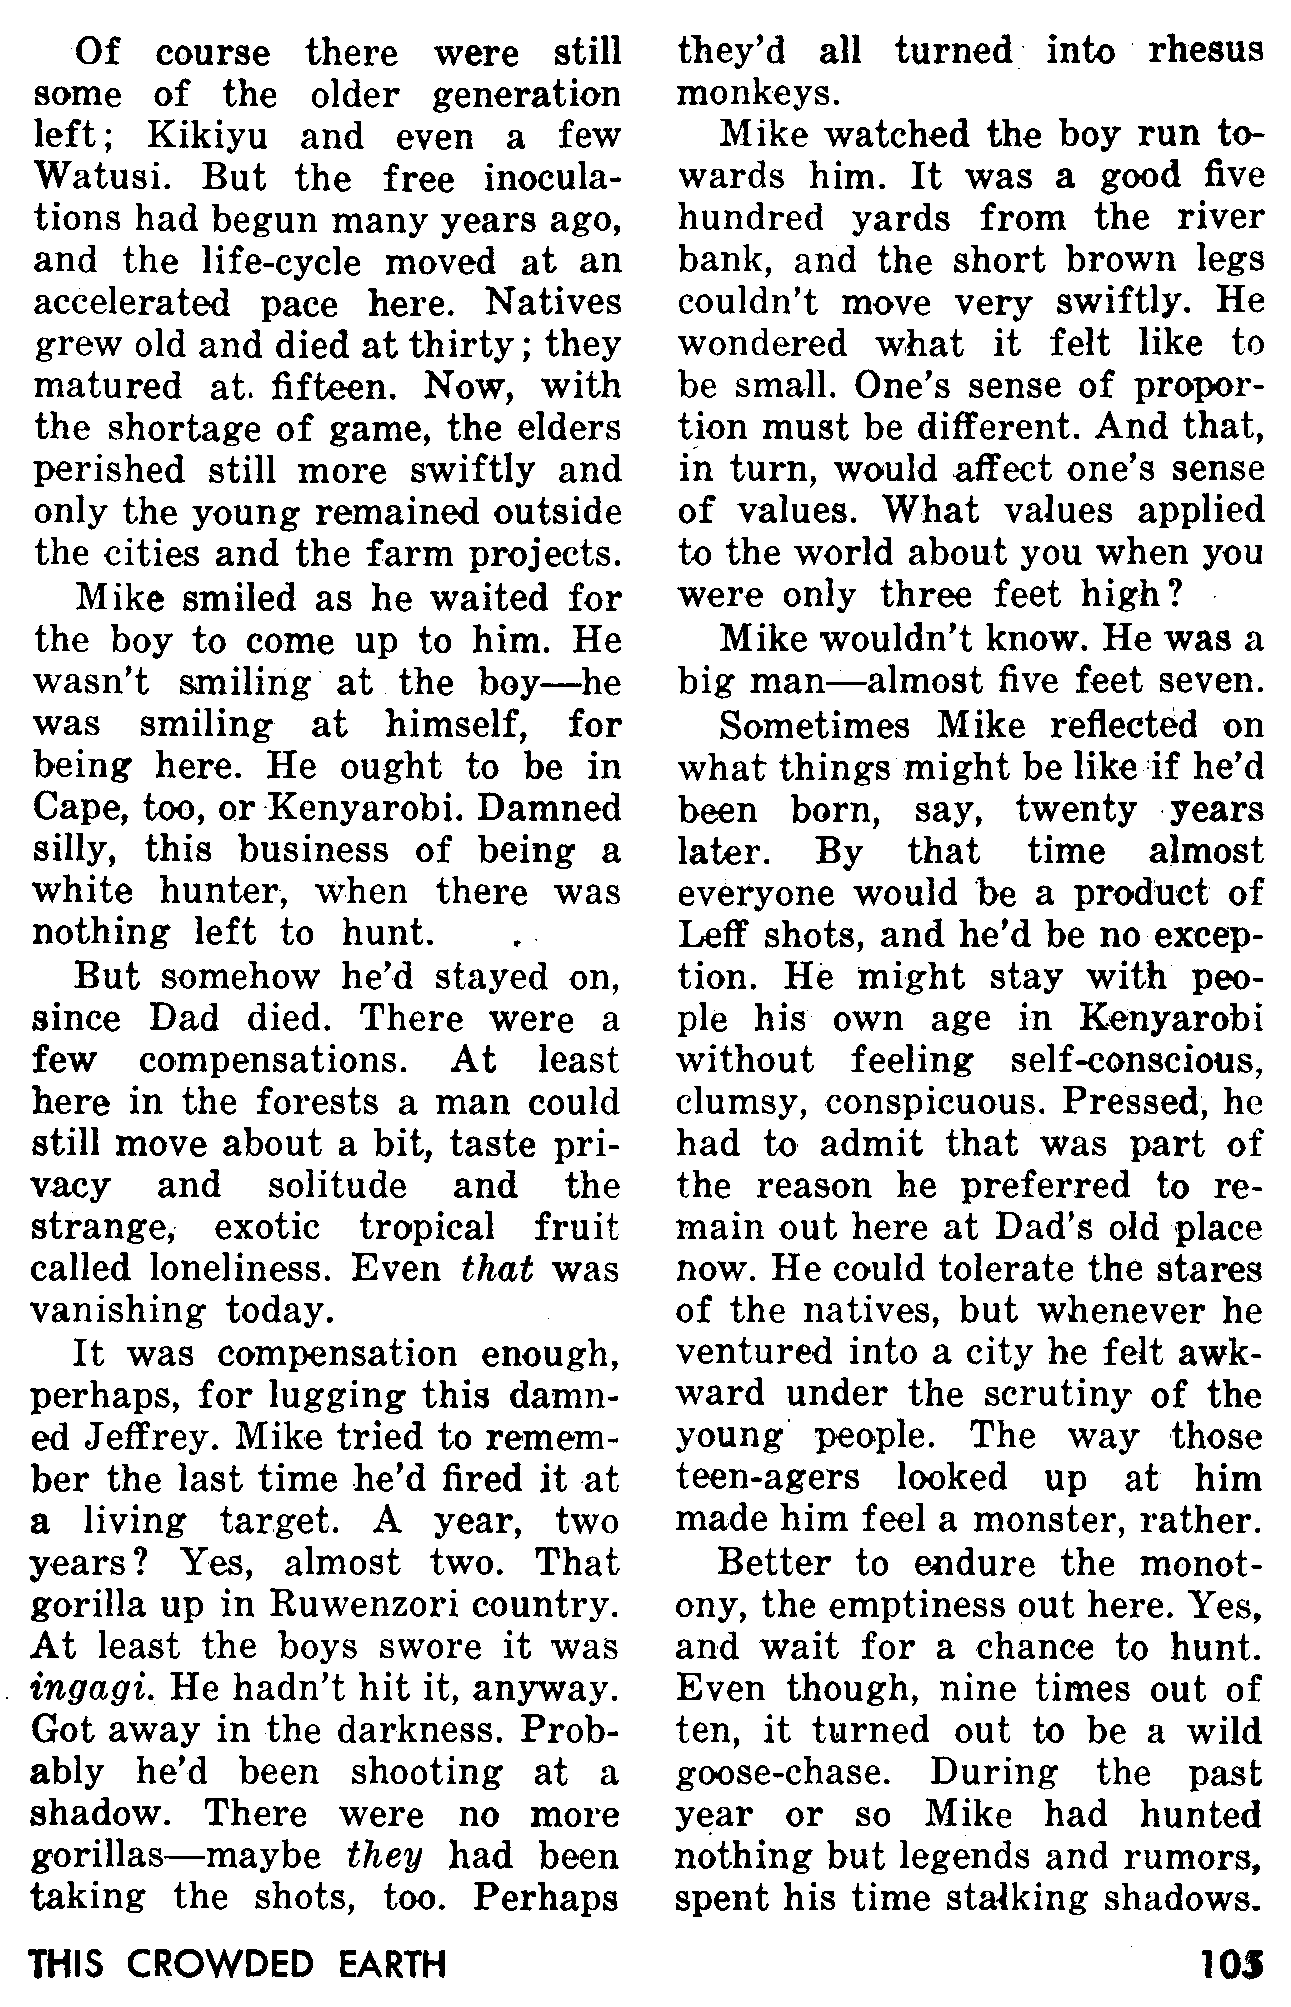 Of course there were still
some of the older generation
left; Kikiyu and even a few
Watusi. But the free inocula-
tions had begun many years ago,
and the life-cycle moved at an
accelerated pace here. Natives
grew old and died at thirty; they
matured at fifteen. Now, with
the shortage of game, the elders
perished still more swiftly and
only the young remained outside
the cities and the farm projects.
Mike smiled as he waited for
the boy to come up to him. He
wasn't smiling at the boy—he
was smiling at himself, for
being here. He ought to be in
Cape, too, or Kenyarobi. Damned
silly, this business of being a
white hunter, when there was
nothing left to hunt.
But somehow he'd stayed on,
since Dad died. There were a
few compensations. At least
here in the forests a man could
still move about a bit, taste pri-
vacy and solitude and the
strange, exotic tropical fruit
called loneliness. Even that was
vanishing today.
It was compensation enough,
perhaps, for lugging this damn-
ed Jeffrey. Mike tried to remem-
ber the last time he'd fired it at
a living target. A year, two
years? Yes, almost two. That
gorilla up in Ruwenzori country.
At least the boys swore it was
ingagi. He hadn't hit it, anyway.
Got away in the darkness. Prob-
ably he'd been shooting at a
shadow. There were no more
gorillas—maybe they had been
taking the shots, too. Perhaps
they'd all turned into rhesus
monkeys.
Mike watched the boy run to-
wards him. It was a good five
hundred yards from the river
bank, and the short brown legs
couldn't move very swiftly. He
wondered what it felt like to
be small. One's sense of propor-
tion must be different. And that,
in turn, would affect one's sense
of values. What values applied
to the world about you when you
were only three feet high?
Mike wouldn't know. He was a
big man—almost five feet seven.
Sometimes Mike reflected on
what things might be like if he'd
been born, say, twenty years
later. By that time almost
everyone would be a product of
Leff shots, and he'd be no excep-
tion. He might stay with peo-
ple his own age in Kenyarobi
without feeling self-conscious,
clumsy, conspicuous. Pressed, he
had to admit that was part of
the reason he preferred to re-
main out here at Dad's old place
now. He could tolerate the stares
of the natives, but whenever he
ventured into a city he felt awk-
ward under the scrutiny of the
young people. The way those
teen-agers looked up at him
made him feel a monster, rather.
Better to endure the monot-
ony, the emptiness out here. Yes,
and wait for a chance to hunt.
Even though, nine times out of
ten, it turned out to be a wild
goose-chase. During the past
year or so Mike had hunted
nothing but legends and rumors,
spent his time stalking shadows.
THIS CROWDED EARTH 105